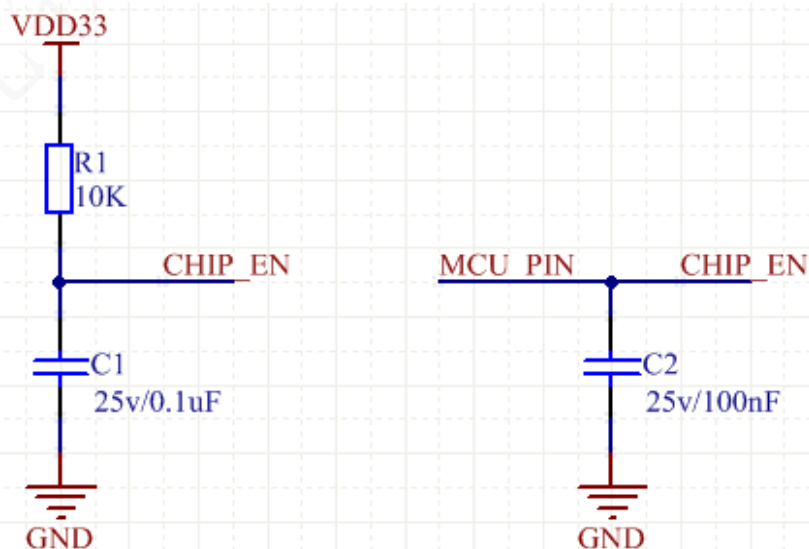 VDD33
R1
10K
CHIP_EN
C1
25v/0.1uF
GND
MCU_PIN
CHIP_EN
C2
25v/100nF
GND